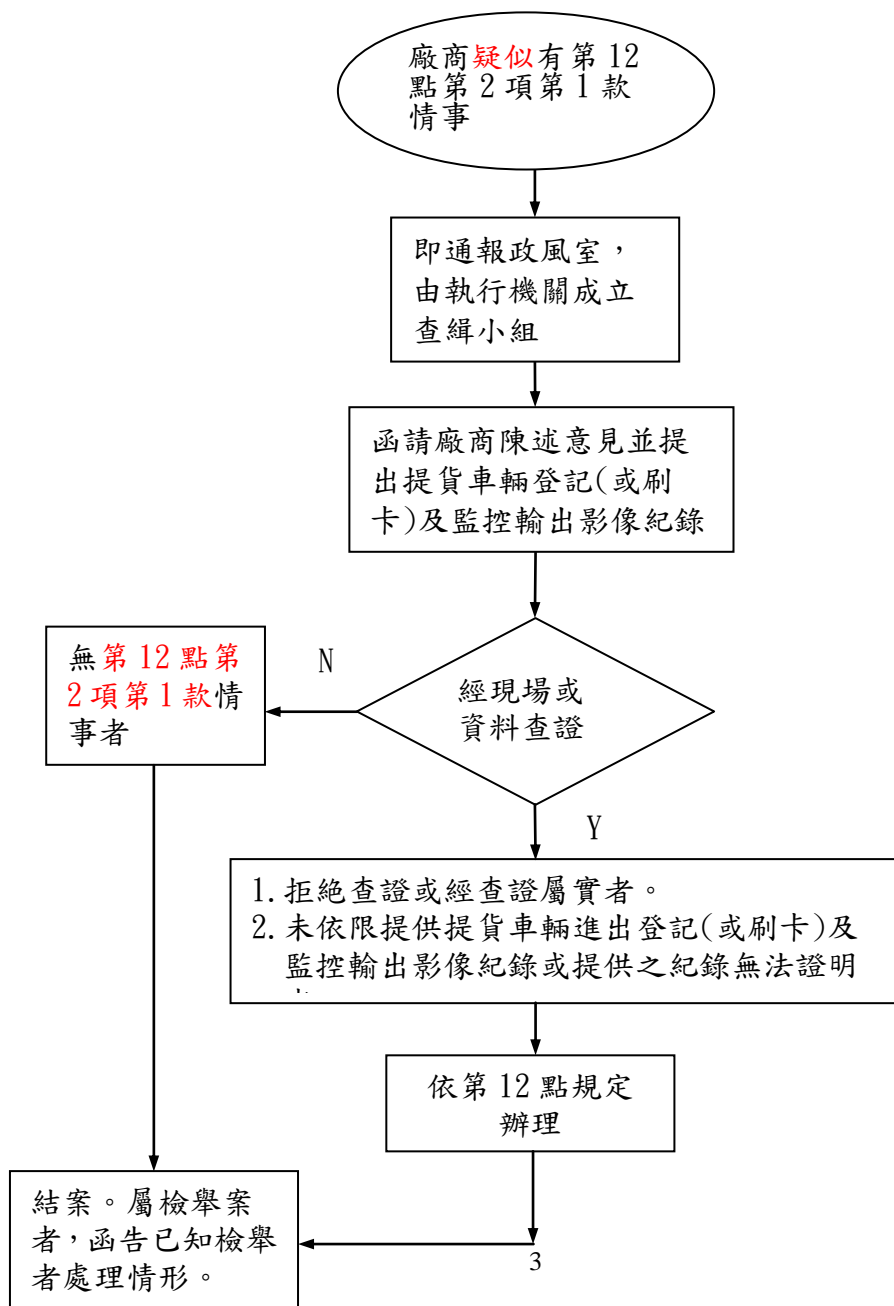 廠商疑似有第12
點第2項第1款
情事
即通報政風室，
由執行機關成立
查緝小組
函請廠商陳述意見並提
出提貨車輛登記(或刷
卡)及監控輸出影像紀錄
無第12點第
2項第1款情
事者
N
經現場或
資料查證
Y
1.拒絕查證或經查證屬實者。
2.未依限提供提貨車輛進出登記(或刷卡)及
監控輸出影像紀錄或提供之紀錄無法證明
依第12點規定
辦理
結案。屬檢舉案
者，函告已知檢舉
者處理情形。
3